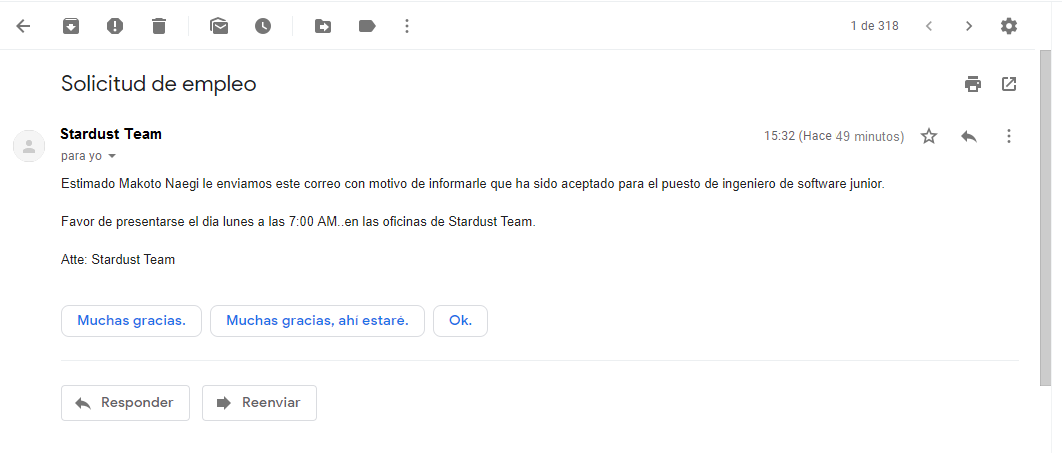 1 de 318
Solicitud de empleo
Stardust Team
15:32 (Hace 49 minutos)
para yo
Estimado Makoto Naegi le enviamos este correo con motivo de informarle que ha sido aceptado para el puesto de ingeniero de software junior.
Favor de presentarse el dia lunes a las 7:00 AM..en las oficinas de Stardust Team.
Atte: Stardust Team
Muchas gracias.
Muchas gracias, ahí estaré.
Ok.
Responder
Reenviar